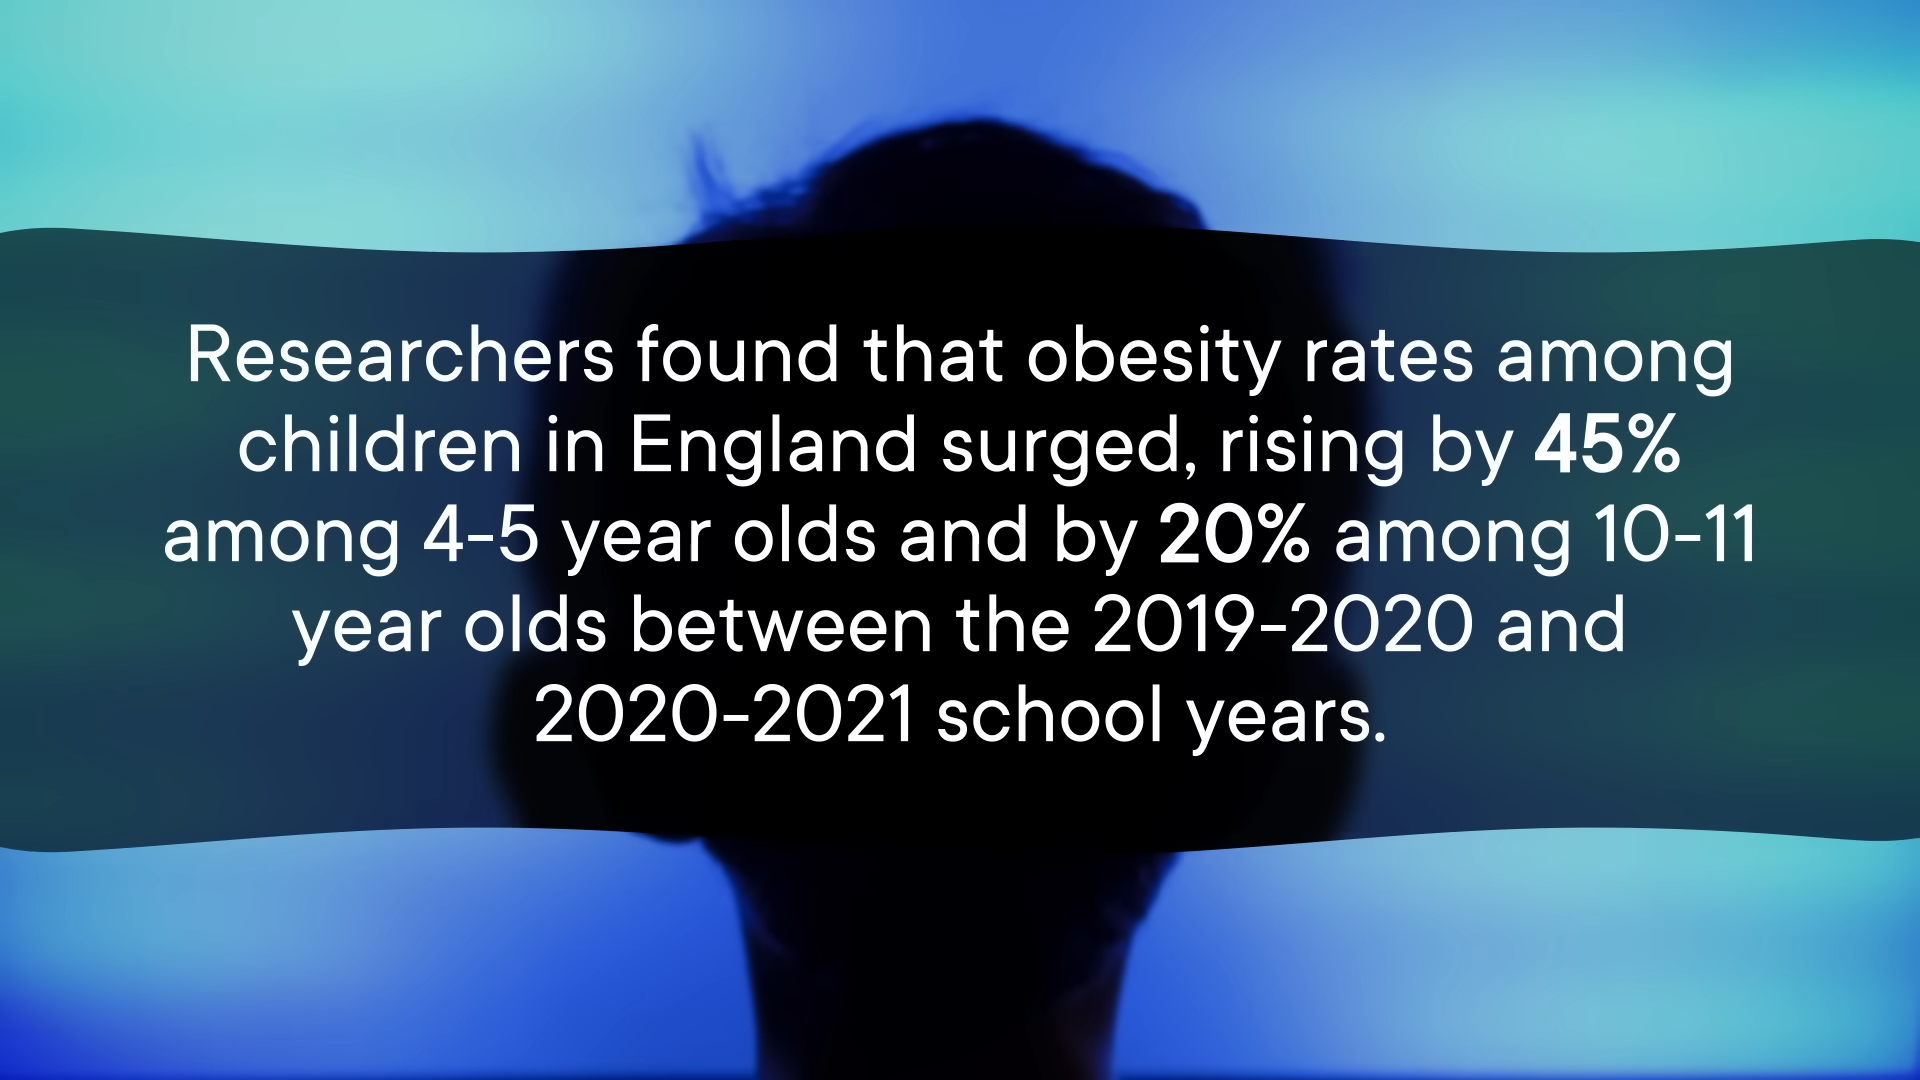 Researchers found that obesity rates among
children in England surged, rising by 45%
among 4-5 year olds and by 20% among 10-11
year olds between the 2019-2020 and
2020-2021 school years.